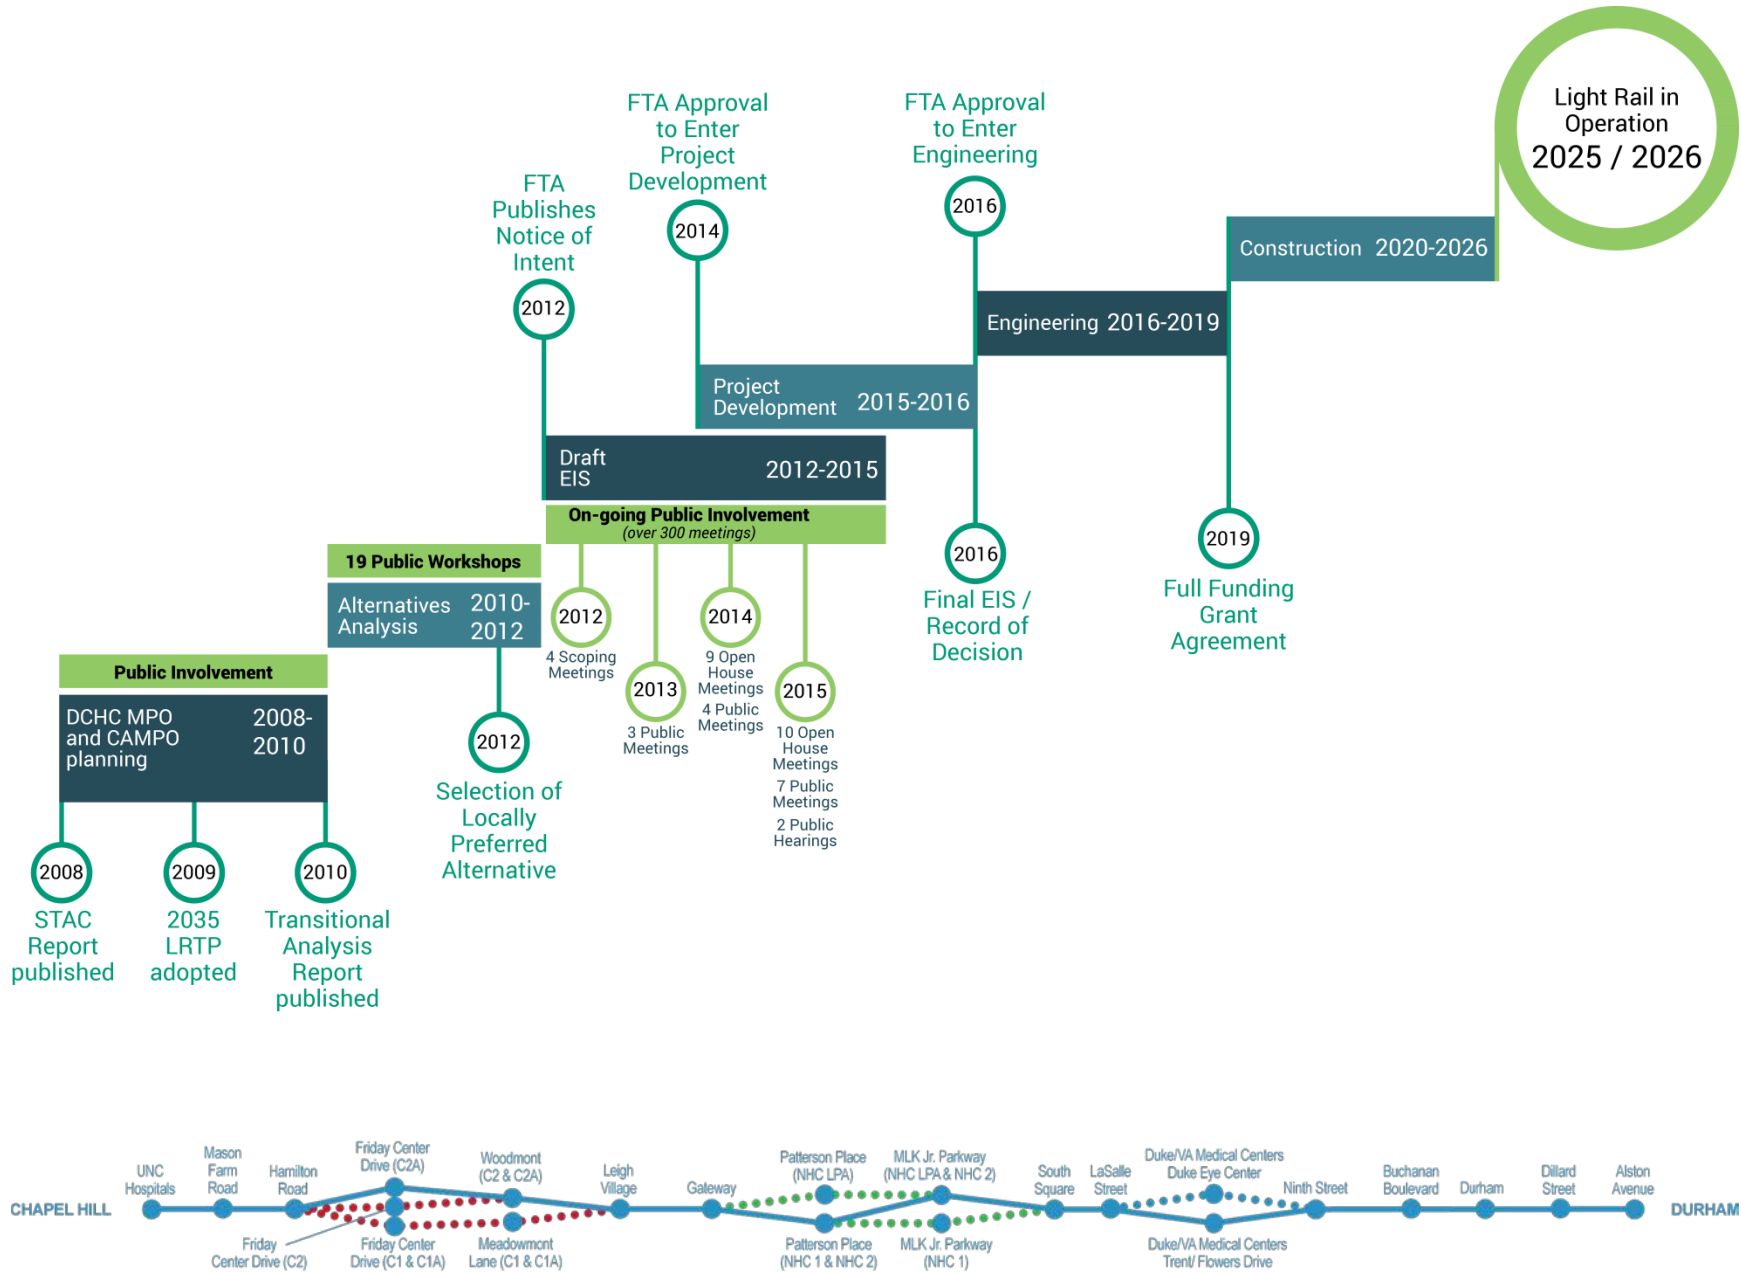 Light Rail in
Operation
2025 / 2026
FTA Approval
to Enter
Project
Development
2014
FTA Approval
to Enter
Engineering
2016
FTA
Publishes
Notice of
Intent
2012
Construction 2020-2026
Engineering 2016-2019
Project
Development 2015-2016
Draft
EIS 2012-2015
On-going Public Involvement
(over 300 meetings)
2012
4 Scoping
Meetings
2013
3 Public
Meetings
2014
9 Open
House
Meetings
4 Public
Meetings
2015
10 Open
House
Meetings
7 Public
Meetings
2 Public
Hearings
2016
Final EIS /
Record of
Decision
2019
Full Funding
Grant
Agreement
19 Public Workshops
Alternatives
Analysis
2010-
2012
2012
Selection of
Locally
Preferred
Alternative
Public Involvement
DCHC MPO
and CAMPO
planning
2008-
2010
2008
STAC
Report
published
2009
2035
LRTP
adopted
2010
Transitional
Analysis
Report
published
CHAPEL HILL
UNC
Hospitals
Mason
Farm
Road
Hamilton
Road
Friday Center
Drive (C2A)
Friday
Center Drive (C2)
Friday Center
Drive (C1 & C1A)
Woodmont
(C2 & C2A)
Meadowmont
Lane (C1 & C1A)
Leigh
Village
Gateway
Patterson Place
(NHC LPA)
Patterson Place
(NHC 1 & NHC 2)
MLK Jr. Parkway
(NHC LPA & NHC 2)
MLK Jr. Parkway
(NHC 1)
South
Square
LaSalle
Street
Duke/VA Medical Centers
Duke Eye Center
Duke/VA Medical Centers
Trent/ Flowers Drive
Ninth Street
Buchanan
Boulevard
Durham
Dillard
Street
Alston
Avenue
DURHAM